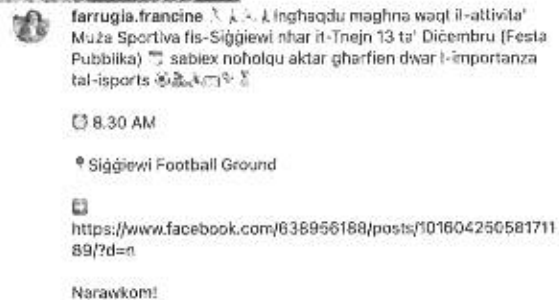 farrugia.francine Ingħaqdu magħna waqt il-attivita'
Mużа Sportiva fis-Siġġiewi nhar it-Tnejn 13 ta' Diċembru (Festa
Pubblika) sabiex noħolqu aktar għarfien dwar l-importanza
tal-isports
8.30 AM
Siġġiewi Football Ground
https://www.facebook.com/638956188/posts/101604250581711
89/?d=n
Narawkom!